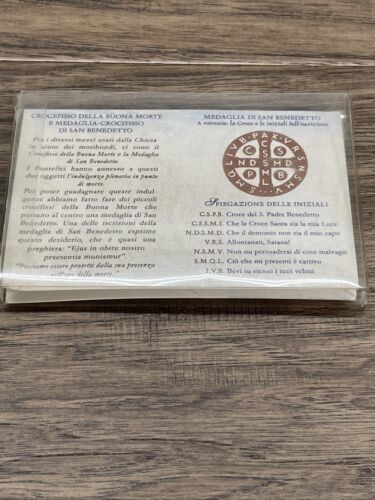 CROCEFISSO DELLA BUONA MORTE
E MEDAGLIA-CROCIFISSO
DI SAN BENEDETTO
Fra i diversi mezzi usati dalla Chiesa
in aiuto dei moribondi, ci sono il
Crocifisso della Buona Morte e la Medaglia
di San Benedetto.
I Pontefici hanno annesso a questi
due oggetti l'indulgenza plenaria in punto
di morte.
Per poter guadagnare queste indul-
genze abbiamo fatto fare dei piccoli
crocifissi della Buona Morte che
portano al centro una medaglia di San
Benedetto. Una delle iscrizioni della
medaglia di San Benedetto esprime
questo desiderio, che è quasi una
preghiera: "Ejus in obitu nostro
praesentia muniamur".
"Possiamo essere protetti dalla sua presenza
nell'ora della morte."
MEDAGLIA DI SAN BENEDETTO
A rovescio: la Croce e le iniziali dell'iscrizione
PAX
V R S N S M V
S M Q L I V B
C S
P B
C S S M L
N D S M D
SPIEGAZIONE DELLE INIZIALI
C.S.P.B. Croce del S. Padre Benedetto
C.S.S.M.L. Che la Croce Santa sia la mia Luce
N.D.S.M.D. Che il demonio non sia il mio capo
V.R.S. Allontanati, Satana!
N.S.M.V. Non mi persuaderai di cose malvagie
S.M.Q.L. Ciò che mi presenti è cattivo
I.V.B. Bevi tu stesso i tuoi veleni